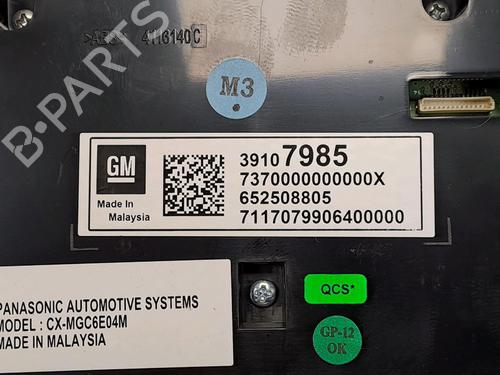 >ABS< 4116140C
M3
GM
39107985
7370000000000X
652508805
7117079906400000
Made In
Malaysia
QCS*
PANASONIC AUTOMOTIVE SYSTEMS
MODEL : CX-MGC6E04M
MADE IN MALAYSIA
GP-12
OK
B-PARTS